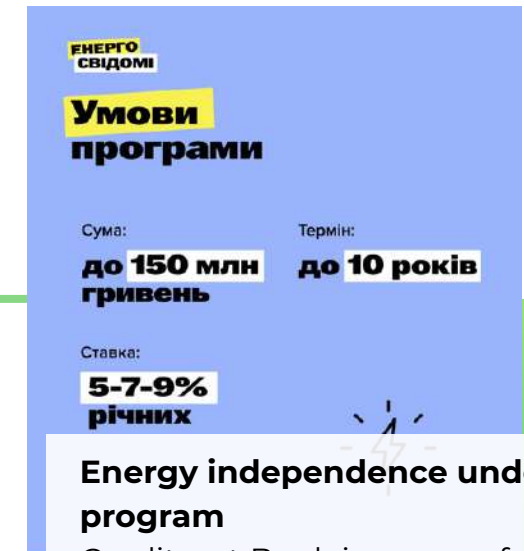 ЕНЕРГО
СВІДОМІ
Умови
програми
Сума:
до 150 млн
гривень
Термін:
до 10 років
Ставка:
5-7-9%
річних
Energy independence
program